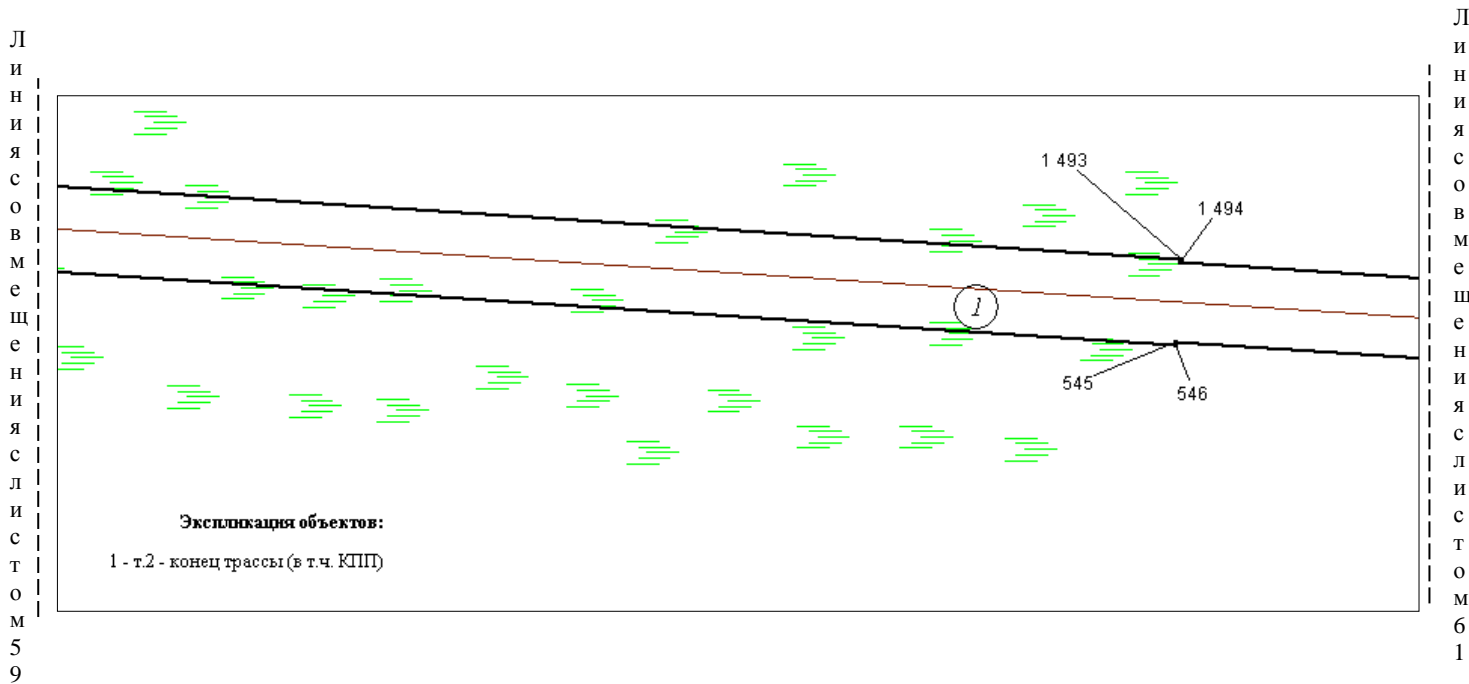 Линия совмещения с листом 59
1 493
1 494
1
545
546
Экспликация объектов:
1 - т.2 - конец трассы (в т.ч. КПП)
Линия совмещения с листом 61